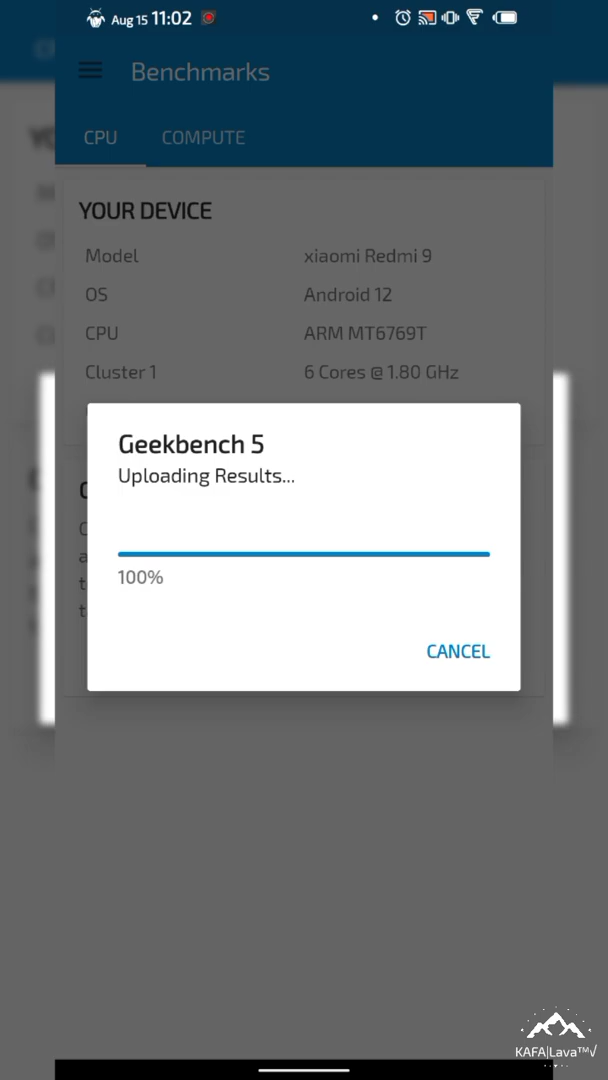 Aug 15 11:02
Benchmarks
CPU COMPUTE
YOUR DEVICE
Model xiaomi Redmi 9
OS Android 12
CPU ARM MT6769T
Cluster 1 6 Cores @ 1.80 GHz
Geekbench 5
Uploading Results...
100%
CANCEL
KAFA|Lava™√